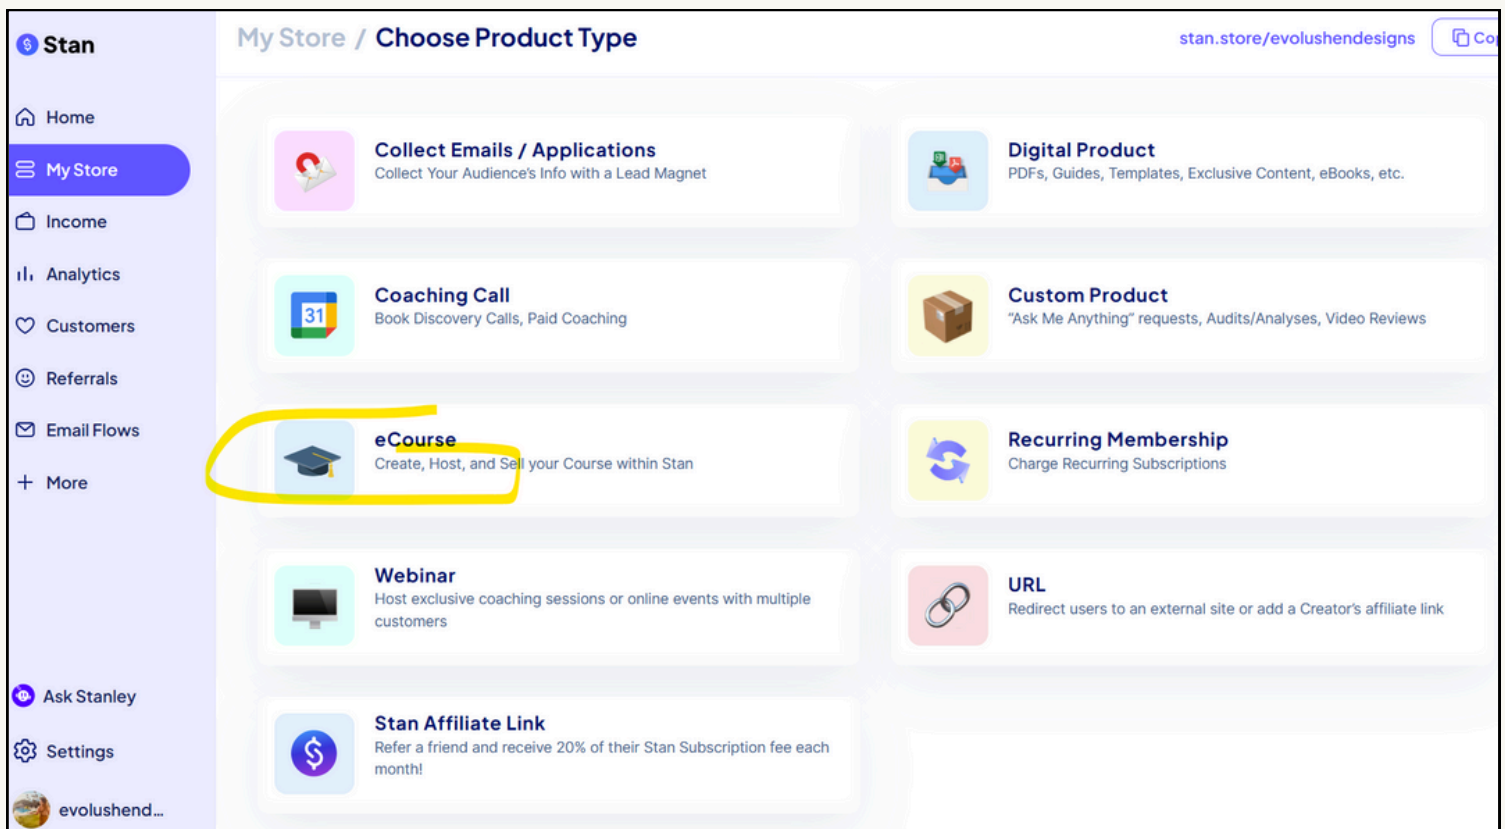 Stan
My Store / Choose Product Type
stan.store/evolushendesigns
Home
My Store
Income
Analytics
Customers
Referrals
Email Flows
More
Ask Stanley
Settings
evolushend...
Collect Emails / Applications
Collect Your Audience's Info with a Lead Magnet
Digital Product
PDFs, Guides, Templates, Exclusive Content, eBooks, etc.
31
Coaching Call
Book Discovery Calls, Paid Coaching
Custom Product
"Ask Me Anything" requests, Audits/Analyses, Video Reviews
eCourse
Create, Host, and Sell your Course within Stan
Recurring Membership
Charge Recurring Subscriptions
Webinar
Host exclusive coaching sessions or online events with multiple
customers
URL
Redirect users to an external site or add a Creator's affiliate link
Stan Affiliate Link
Refer a friend and receive 20% of their Stan Subscription fee each
month!